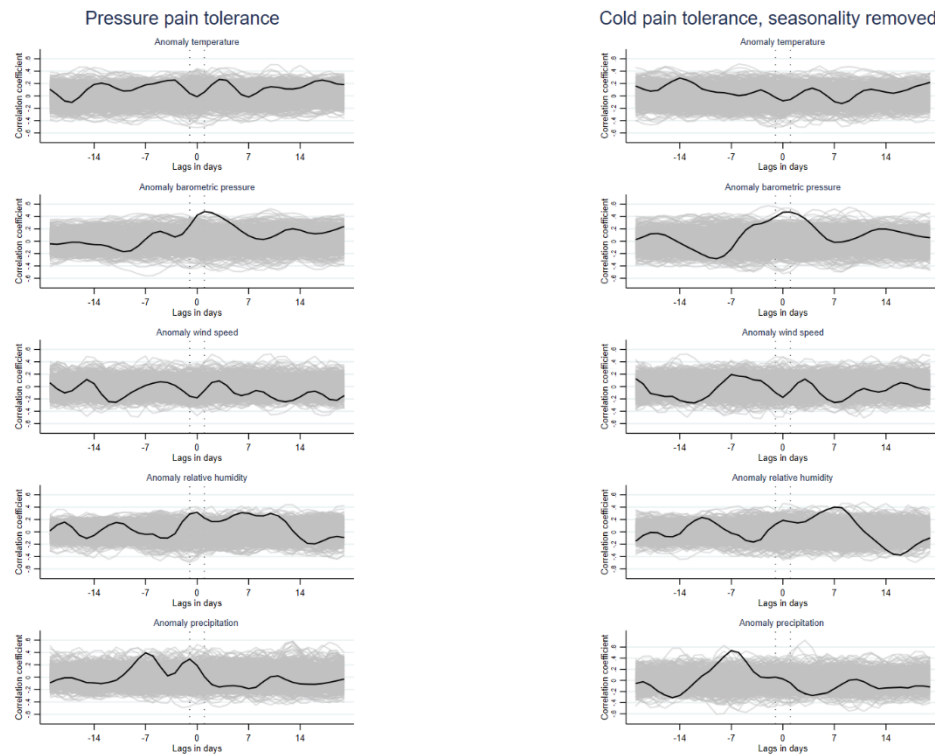 Pressure pain tolerance
Anomaly temperature
Correlation coefficient
-14 -7 0 7 14
Lags in days
Anomaly barometric pressure
Correlation coefficient
-14 -7 0 7 14
Lags in days
Anomaly wind speed
Correlation coefficient
-14 -7 0 7 14
Lags in days
Anomaly relative humidity
Correlation coefficient
-14 -7 0 7 14
Lags in days
Anomaly precipitation
Correlation coefficient
-14 -7 0 7 14
Lags in days
Cold pain tolerance, seasonality removed
Anomaly temperature
Correlation coefficient
-14 -7 0 7 14
Lags in days
Anomaly barometric pressure
Correlation coefficient
-14 -7 0 7 14
Lags in days
Anomaly wind speed
Correlation coefficient
-14 -7 0 7 14
Lags in days
Anomaly relative humidity
Correlation coefficient
-14 -7 0 7 14
Lags in days
Anomaly precipitation
Correlation coefficient
-14 -7 0 7 14
Lags in days